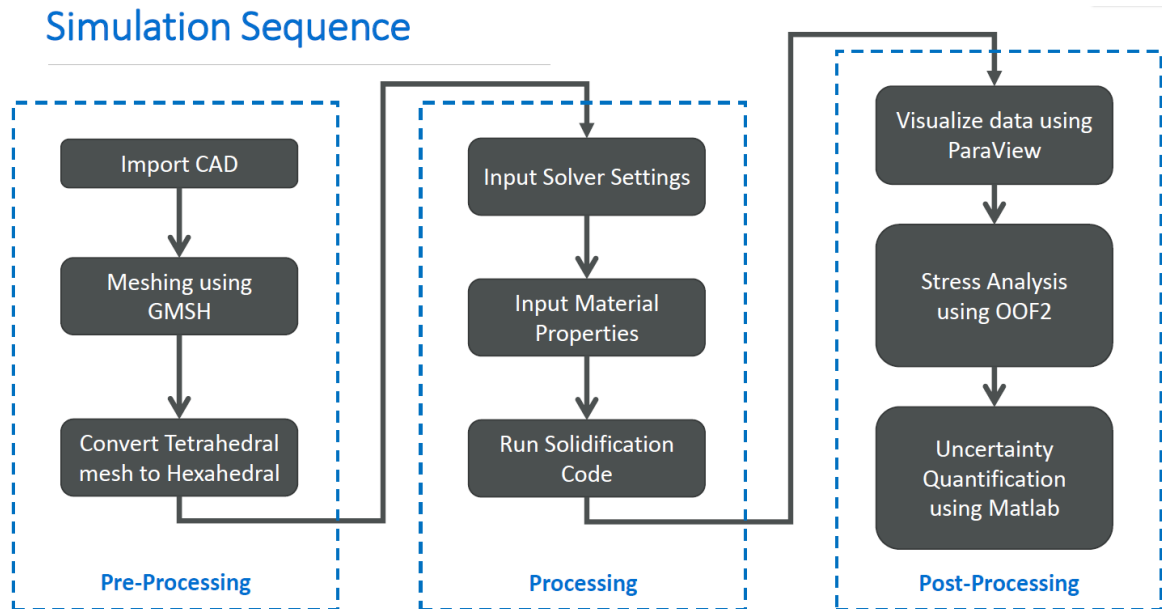 Simulation Sequence
Import CAD
Meshing using
GMSH
Convert Tetrahedral
mesh to Hexahedral
Pre-Processing
Input Solver Settings
Input Material
Properties
Run Solidification
Code
Processing
Visualize data using
ParaView
Stress Analysis
using OOF2
Uncertainty
Quantification
using Matlab
Post-Processing